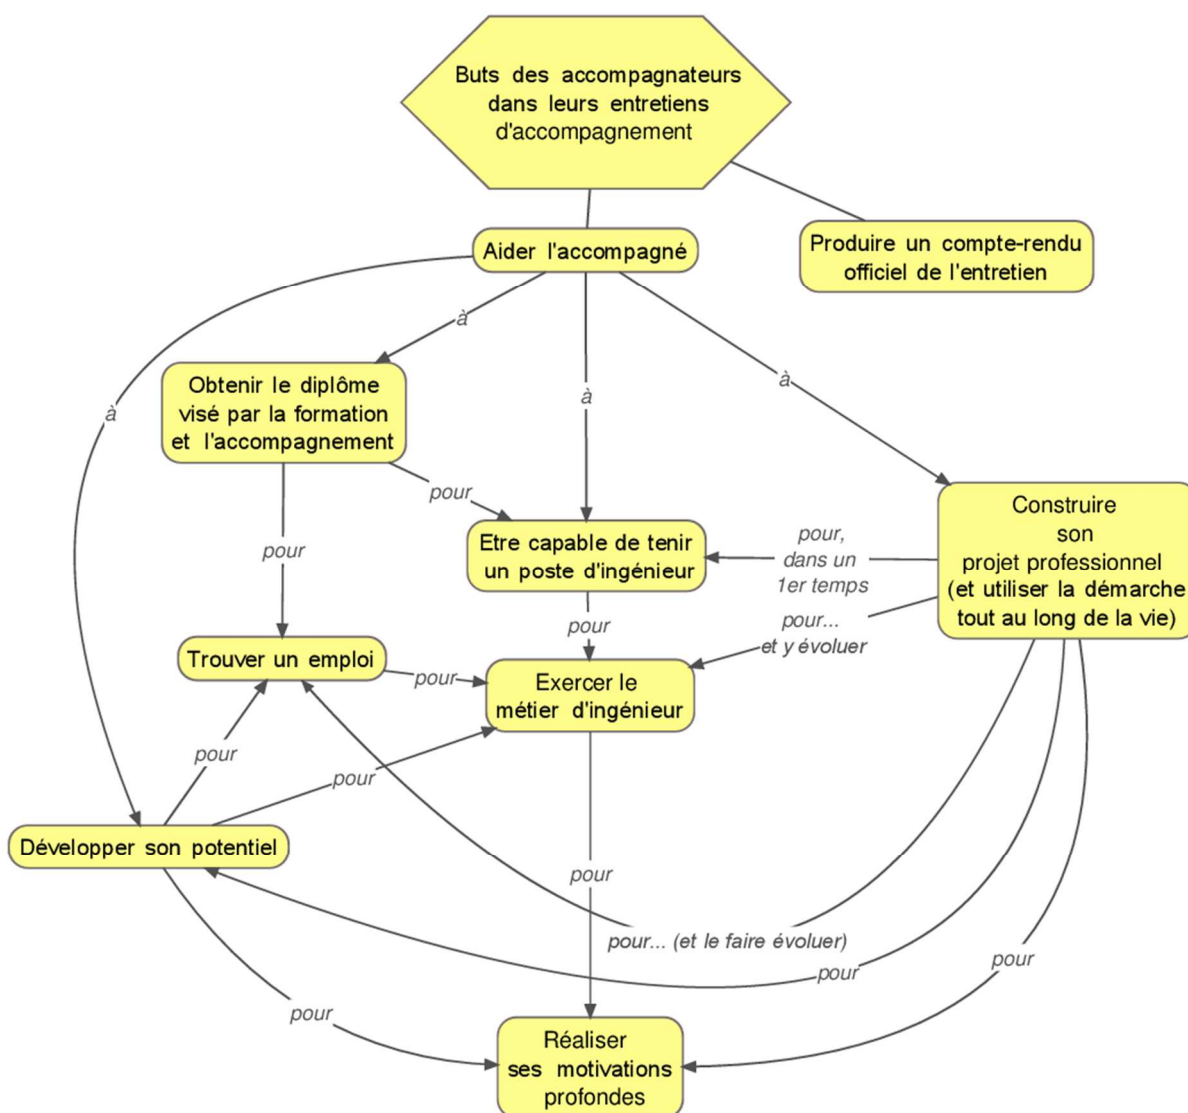 Buts des accompagnateurs
dans leurs entretiens
d'accompagnement
Aider l'accompagné
Produire un compte-rendu
officiel de l'entretien
à
à
à
à
Obtenir le diplôme
visé par la formation
et l'accompagnement
pour
pour
Etre capable de tenir
un poste d'ingénieur
pour,
dans un
1er temps
Construire
son
projet professionnel
(et utiliser la démarche
tout au long de la vie)
pour
pour...
et y évoluer
Trouver un emploi
pour
Exercer le
métier d'ingénieur
pour
pour
Développer son potentiel
pour
pour... (et le faire évoluer)
pour
pour
pour
Réaliser
ses motivations
profondes